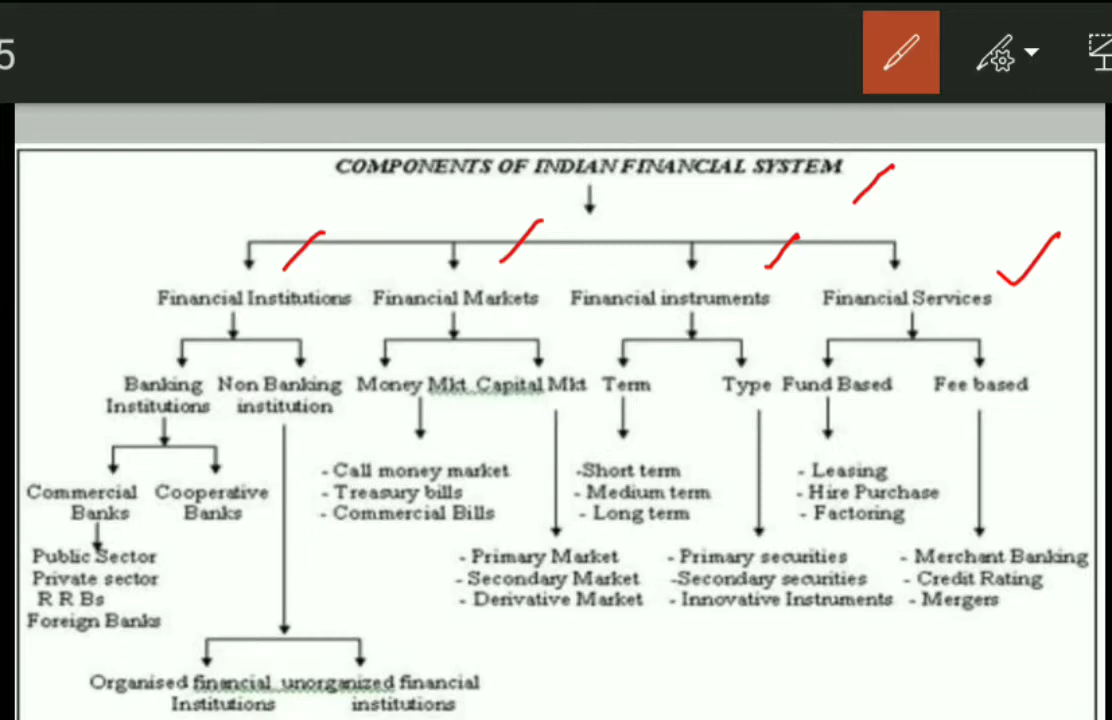 5
COMPONENTS OF INDIAN FINANCIAL SYSTEM
Financial Institutions Financial Markets Financial instruments Financial Services
Banking Institutions
Non Banking institution
Money Mkt Capital Mkt Term Type Fund Based Fee based
Commercial Banks
Cooperative Banks
- Call money market
- Treasury bills
- Commercial Bills
-Short term
- Medium term
- Long term
- Leasing
- Hire Purchase
- Factoring
Public Sector
Private sector
R R Bs
Foreign Banks
- Primary Market
- Secondary Market
- Derivative Market
- Primary securities
-Secondary securities
- Innovative Instruments
- Merchant Banking
- Credit Rating
- Mergers
Organised financial Institutions
unorganized financial institutions